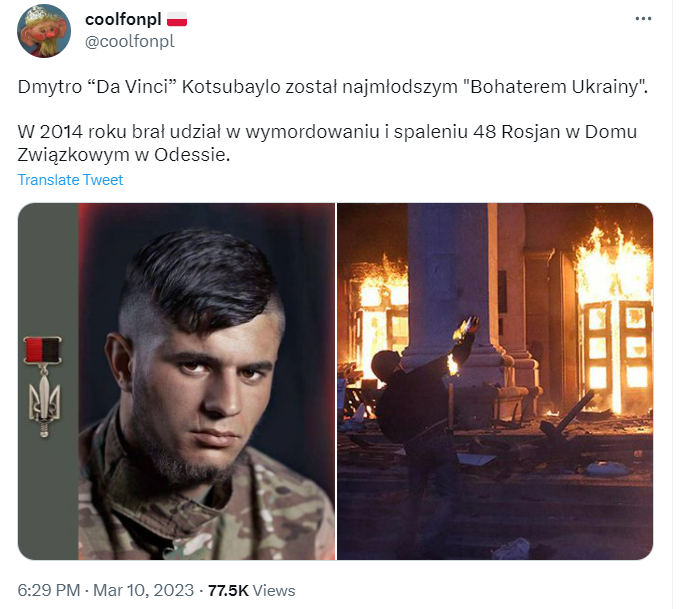 coolfonpl
@coolfonpl
Dmytro “Da Vinci” Kotsubaylo został najmłodszym "Bohaterem Ukrainy".
W 2014 roku brał udział w wymordowaniu i spaleniu 48 Rosjan w Domu
Związkowym w Odessie.
Translate Tweet
6:29 PM · Mar 10, 2023 · 77.5K Views